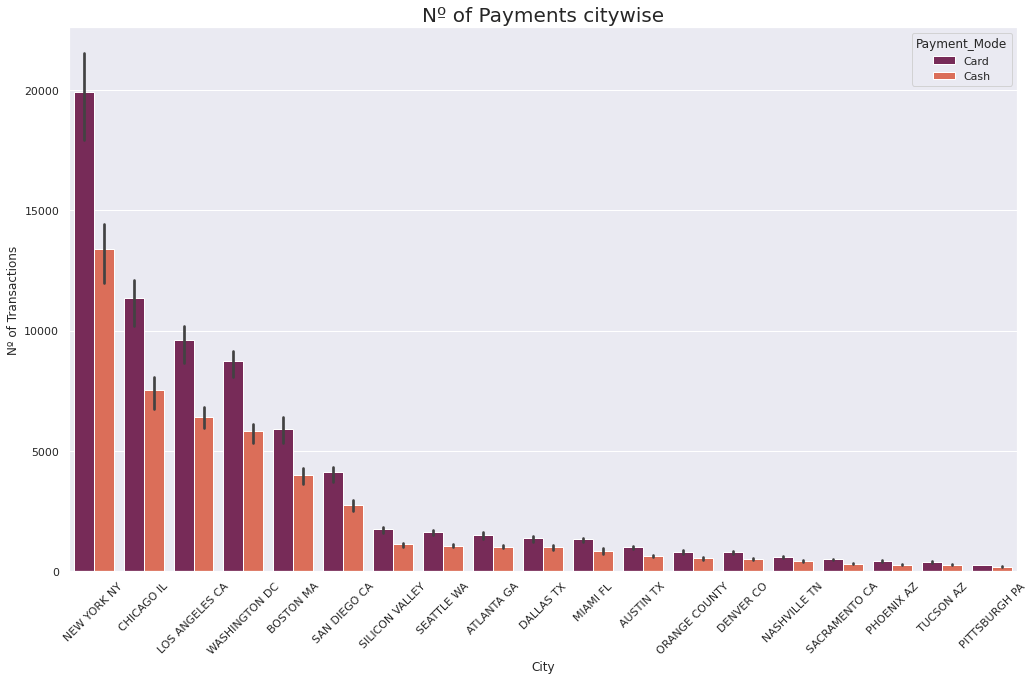 Nº of Payments citywise
Payment_Mode
Card
Cash
Nº of Transactions
20000
15000
10000
5000
0
NEW YORK NY
CHICAGO IL
LOS ANGELES CA
WASHINGTON DC
BOSTON MA
SAN DIEGO CA
SILICON VALLEY
SEATTLE WA
ATLANTA GA
DALLAS TX
MIAMI FL
AUSTIN TX
ORANGE COUNTY
DENVER CO
NASHVILLE TN
SACRAMENTO CA
PHOENIX AZ
TUCSON AZ
PITTSBURGH PA
City